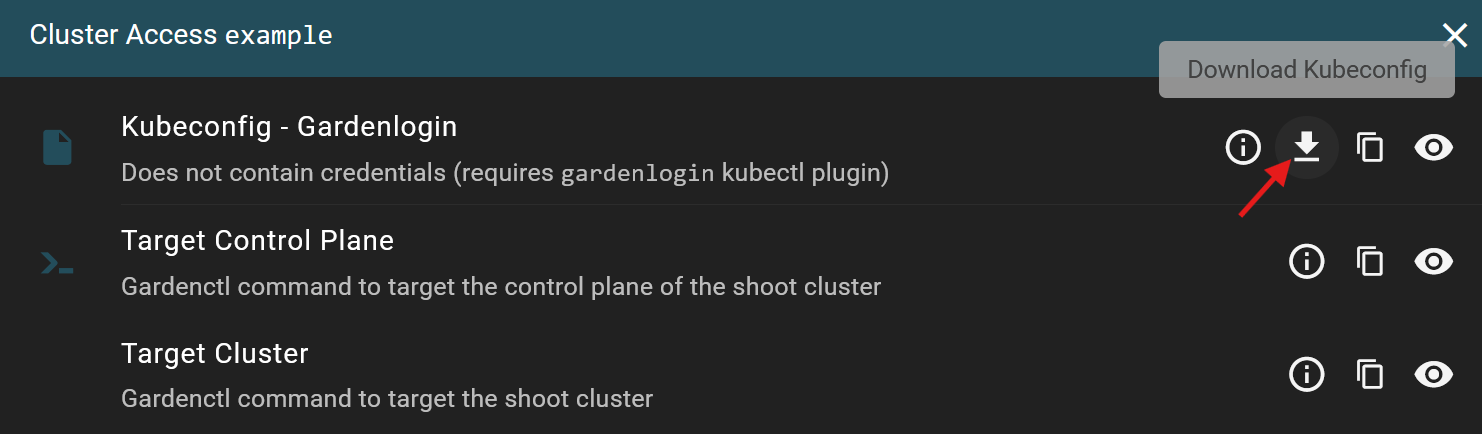 Cluster Access example
Download Kubeconfig
Kubeconfig - Gardenlogin
Does not contain credentials (requires gardenlogin kubectl plugin)
Target Control Plane
Gardenctl command to target the control plane of the shoot cluster
Target Cluster
Gardenctl command to target the shoot cluster